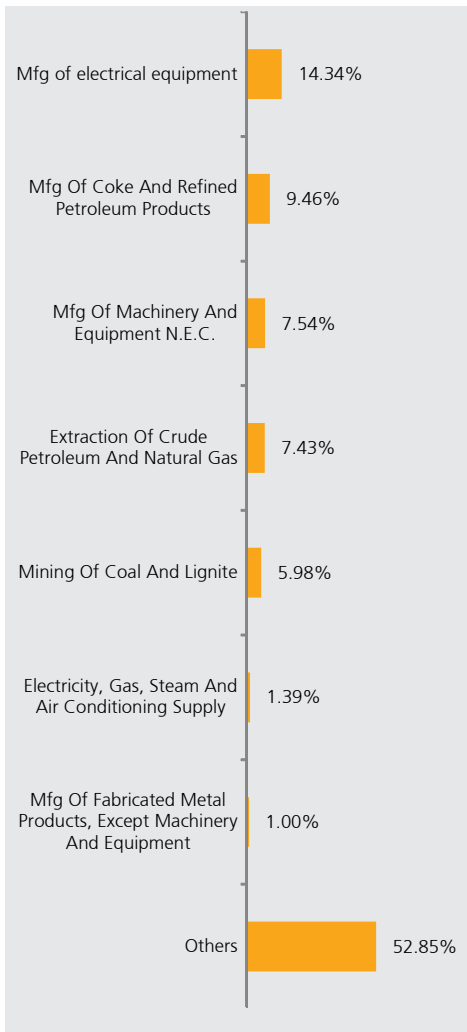 Mfg of electrical equipment 14.34%
Mfg Of Coke And Refined
Petroleum Products 9.46%
Mfg Of Machinery And
Equipment N.E.C. 7.54%
Extraction Of Crude
Petroleum And Natural Gas 7.43%
Mining Of Coal And Lignite 5.98%
Electricity, Gas, Steam And
Air Conditioning Supply 1.39%
Mfg Of Fabricated Metal
Products, Except Machinery 1.00%
And Equipment
Others 52.85%